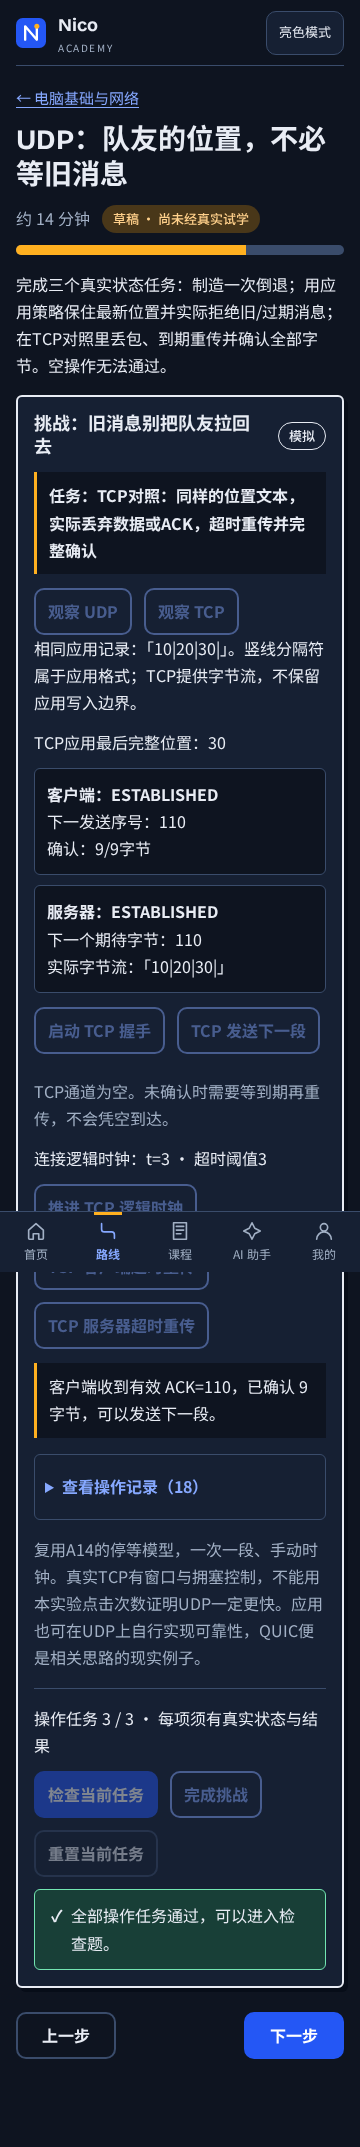 Nico
ACADEMY
亮色模式
← 电脑基础与网络
UDP：队友的位置，不必
等旧消息
约 14 分钟
草稿 · 尚未经真实试学
完成三个真实状态任务：制造一次倒退；用应
用策略保住最新位置并实际拒绝旧/过期消息；
在TCP对照里丢包、到期重传并确认全部字
节。空操作无法通过。
挑战：旧消息别把队友拉回
去
模拟
任务：TCP对照：同样的位置文本，
实际丢弃数据或ACK，超时重传并完
整确认
观察 UDP
观察 TCP
相同应用记录：「10|20|30|」。竖线分隔符
属于应用格式；TCP提供字节流，不保留
应用写入边界。
TCP应用最后完整位置：30
客户端：ESTABLISHED
下一发送序号：110
确认：9/9字节
服务器：ESTABLISHED
下一个期待字节：110
实际字节流：「10|20|30|」
启动 TCP 握手
TCP 发送下一段
TCP通道为空。未确认时需要等到期再重
传，不会凭空到达。
连接逻辑时钟：t=3 · 超时阈值3
推进 TCP 逻辑时钟
首页
路线
课程
AI 助手
我的
TCP 服务器超时重传
客户端收到有效 ACK=110，已确认 9
字节，可以发送下一段。
▶ 查看操作记录（18）
复用A14的停等模型，一次一段、手动时
钟。真实TCP有窗口与拥塞控制，不能用
本实验点击次数证明UDP一定更快。应用
也可在UDP上自行实现可靠性，QUIC便
是相关思路的现实例子。
操作任务 3 / 3 · 每项须有真实状态与结
果
检查当前任务
完成挑战
重置当前任务
✓ 全部操作任务通过，可以进入检
查题。
上一步
下一步